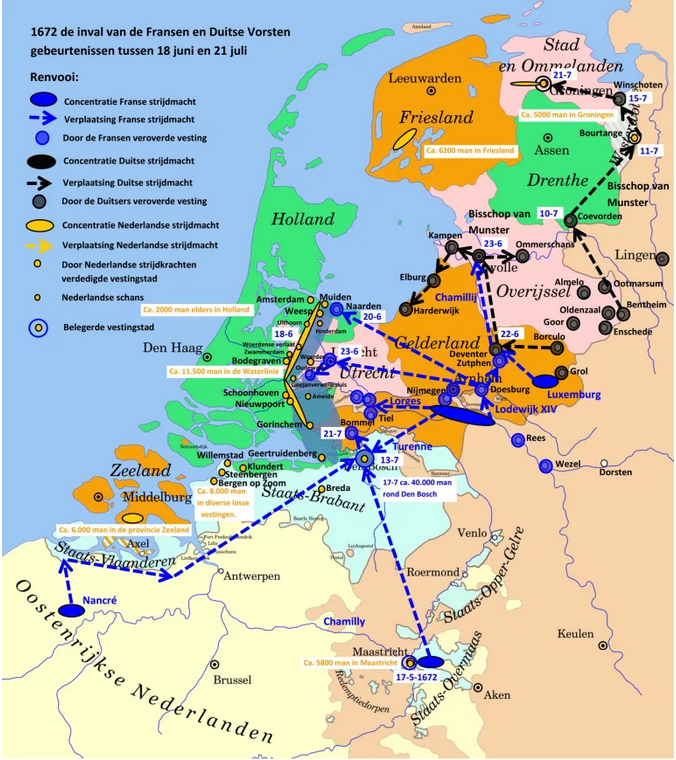 1672 de inval van de Fransen en Duitse Vorsten
gebeurtenissen tussen 18 juni en 21 juli
Renvooi:
Concentratie Franse strijdmacht
Verplaatsing Franse strijdmacht
Door de Fransen veroverde vesting
Concentratie Duitse strijdmacht
Verplaatsing Duitse strijdmacht
Door de Duitsers veroverde vesting
Concentratie Nederlandse strijdmacht
Verplaatsing Nederlandse strijdmacht
Door Nederlandse strijdkrachten
verdedigde vestingstad
Nederlandse schans
Belegerde vestingstad
Ameland
Stad
en Ommelanden
21-7
Groningen
Winschoten
15-7
Ca. 5000 man in Groningen
Leeuwarden
Friesland
Ca. 6200 man in Friesland
Bourtange
11-7
Assen
Drenthe
Bisschop van
Munster
10-7
Coevorden
Holland
Bisschop van
Munster
Kampen
23-6
Ommerschans
Lingen
Elburg
Chamillij
Overijssel
Almelo
Ootmarsum
Harderwijk
Oldenzaal
Bentheim
Goor
Enschede
Amsterdam
Muiden
Naarden
Weesp
Ca. 2000 man elders in Holland
20-6
Uithoorn
Hinderdam
18-6
Woerdense verlaat
Zwammerdam
Bodegraven
Woerden
23-6
Utrecht
Gelderland
22-6
Borculo
Deventer
Zutphen
Grol
Den Haag
Ca. 11.500 man in de Waterlinie
Goejanverwellesluis
Arnhem
Doesburg
Luxemburg
Schoonhoven
Nieuwpoort
Ameide
Nijmegen
Lorges
Lodewijk XIV
Tiel
Gorinchem
Bommel
21-7
Turenne
Rees
Wezel
Dorsten
Geertruidenberg
13-7
Willemstad
Klundert
Steenbergen
Bergen op Zoom
Zeeland
Middelburg
Ca. 8.000 man
in diverse losse
vestingen.
Staats-Brabant
Breda
17-7 ca. 40.000 man
rond Den Bosch
Ca. 6.000 man in de provincie Zeeland
Axel
Staats-Vlaanderen
Antwerpen
Venlo
Roermond
Staats-Opper-Gelre
Nancré
Chamilly
Oostenrijkse Nederlanden
Brussel
Maastricht
Ca. 5800 man in Maastricht
17-5-1672
Redemptiedorpen
Staats-Overmaas
Aken
Keulen